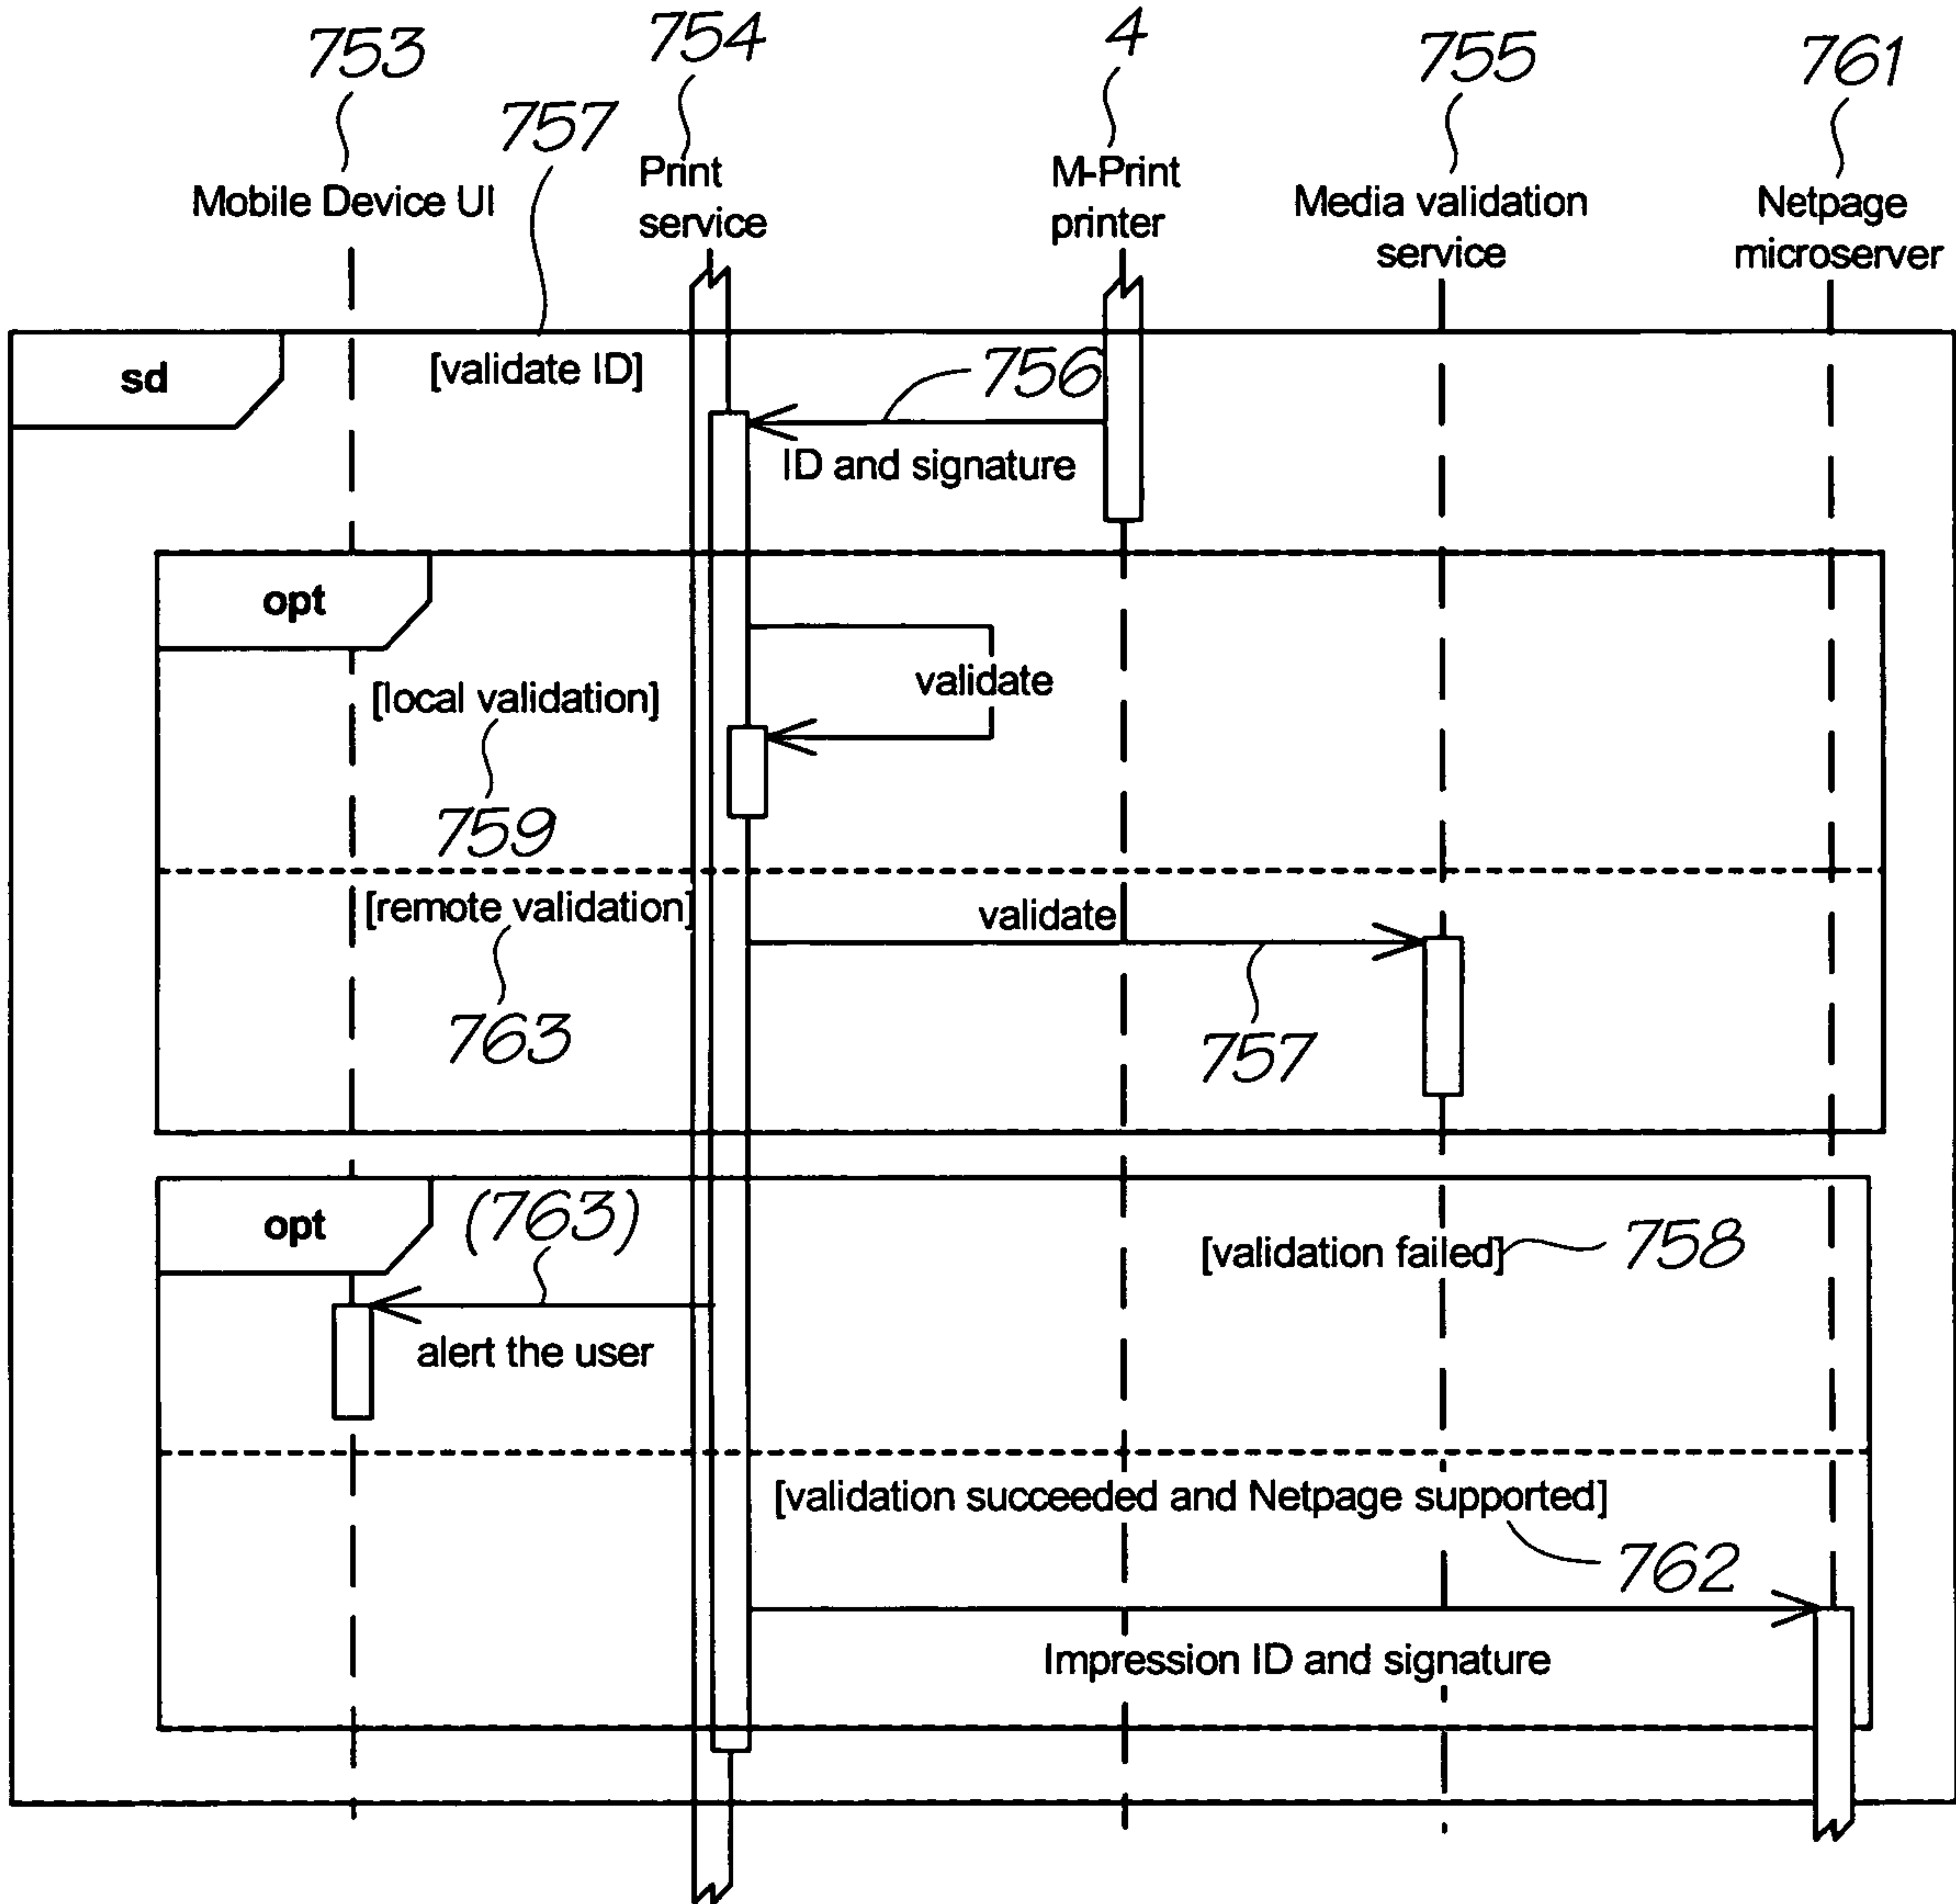 753
754
4
755
761
757
Mobile Device UI
Print
service
M-Print
printer
Media validation
service
Netpage
microserver
sd
[validate ID]
756
ID and signature
opt
validate
[local validation]
759
[remote validation]
validate
763
757
opt
(763)
[validation failed]
758
alert the user
[validation succeeded and Netpage supported]
762
Impression ID and signature